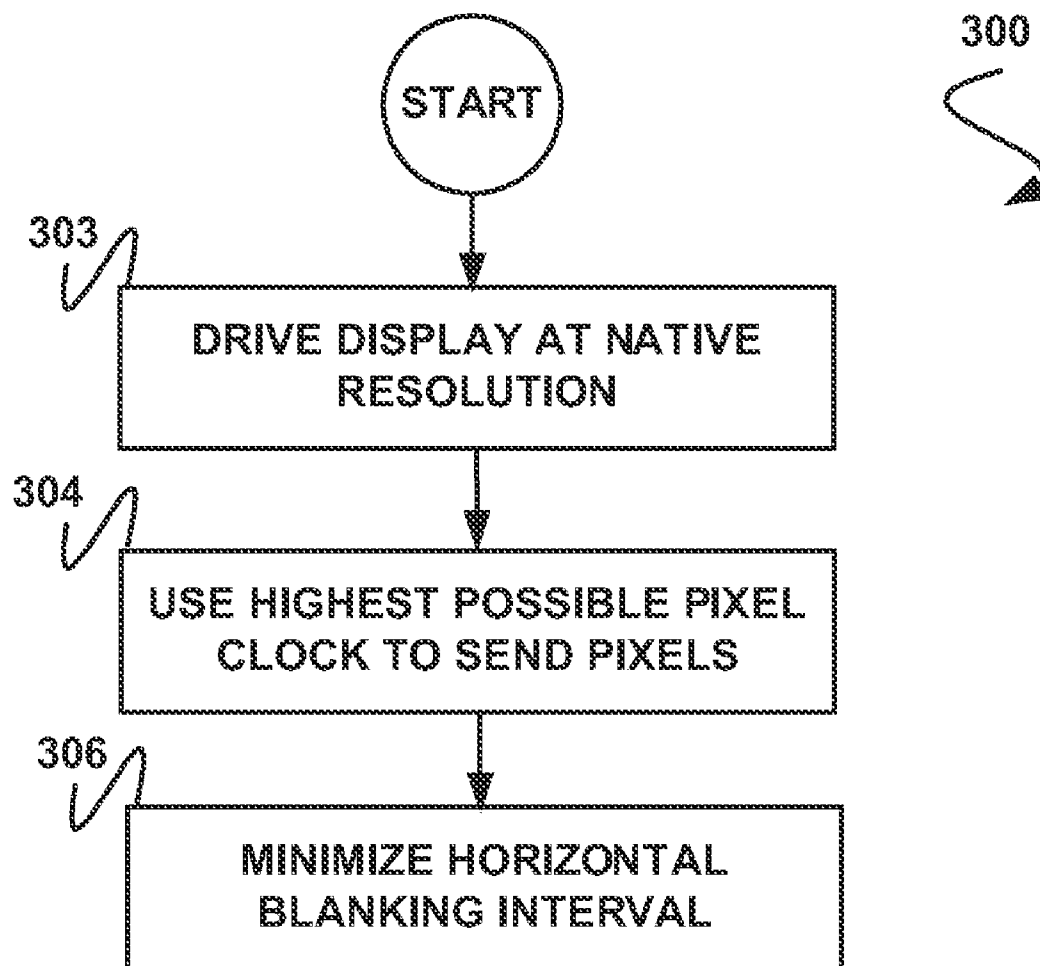 300
START
303
DRIVE DISPLAY AT NATIVE
RESOLUTION
304
USE HIGHEST POSSIBLE PIXEL
CLOCK TO SEND PIXELS
306
MINIMIZE HORIZONTAL
BLANKING INTERVAL